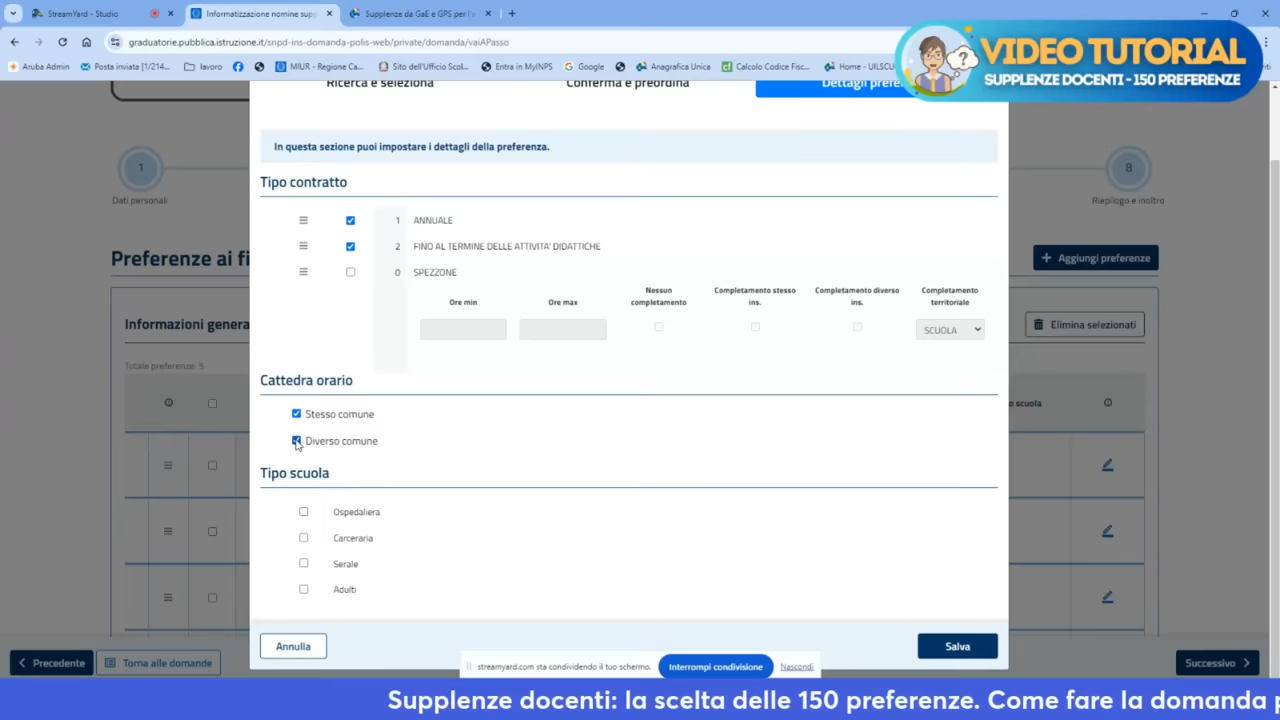 StreamYard - Studio
Informatizzazione nomine supp
Supplenze da GaE e GPS per l'a
graduatorie.pubblica.istruzione.it/snpd-ins-domanda-polis-web/private/domanda/vaiAPasso
VIDEO TUTORIAL
SUPPLENZE DOCENTI - 150 PREFERENZE
Aruba Admin
Posta inviata [1/214...
lavoro
MIUR - Regione Ca...
Sito dell'Ufficio Scol...
Entra in MyINPS
Google
Anagrafica Unica
Calcolo Codice Fisc...
Home - UILSCU
Ricerca e seleziona
Conferma e preordina
Dettagli prefe
In questa sezione puoi impostare i dettagli della preferenza.
1
8
Dati personali
Riepilogo e inoltro
Tipo contratto
1 ANNUALE
2 FINO AL TERMINE DELLE ATTIVITA' DIDATTICHE
0 SPEZZONE
Preferenze ai fi
Aggiungi preferenze
Ore min
Ore max
Nessun completamento
Completamento stesso ins.
Completamento diverso ins.
Completamento territoriale
SCUOLA
Informazioni genera
Elimina selezionati
Totale preferenze: 5
Cattedra orario
o scuola
Stesso comune
Diverso comune
Tipo scuola
Ospedaliera
Carceraria
Serale
Adulti
Annulla
Salva
Precedente
Torna alle domande
Successivo
streamyard.com sta condividendo il tuo schermo.
Interrompi condivisione
Nascondi
Supplenze docenti: la scelta delle 150 preferenze. Come fare la domanda p